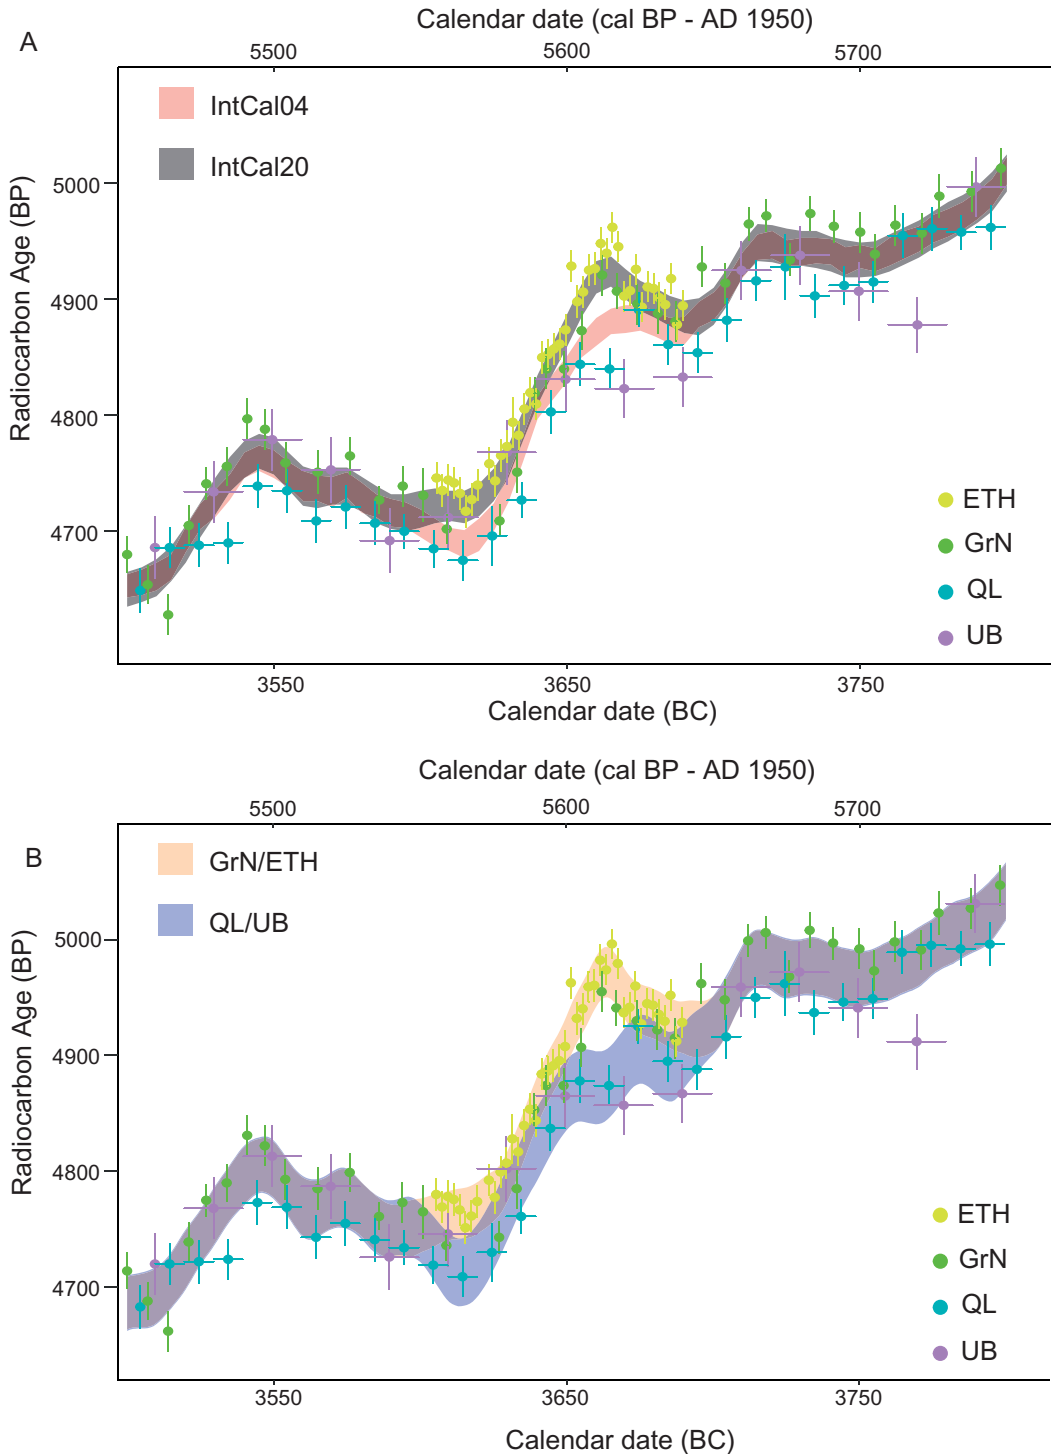 Calendar date (cal BP - AD 1950)
A
5500 5600 5700
IntCal04
IntCal20
Radiocarbon Age (BP)
5000
4900
4800
4700
ETH
GrN
QL
UB
3550 3650 3750
Calendar date (BC)
Calendar date (cal BP - AD 1950)
5500 5600 5700
B
GrN/ETH
QL/UB
Radiocarbon Age (BP)
5000
4900
4800
4700
ETH
GrN
QL
UB
3550 3650 3750
Calendar date (BC)